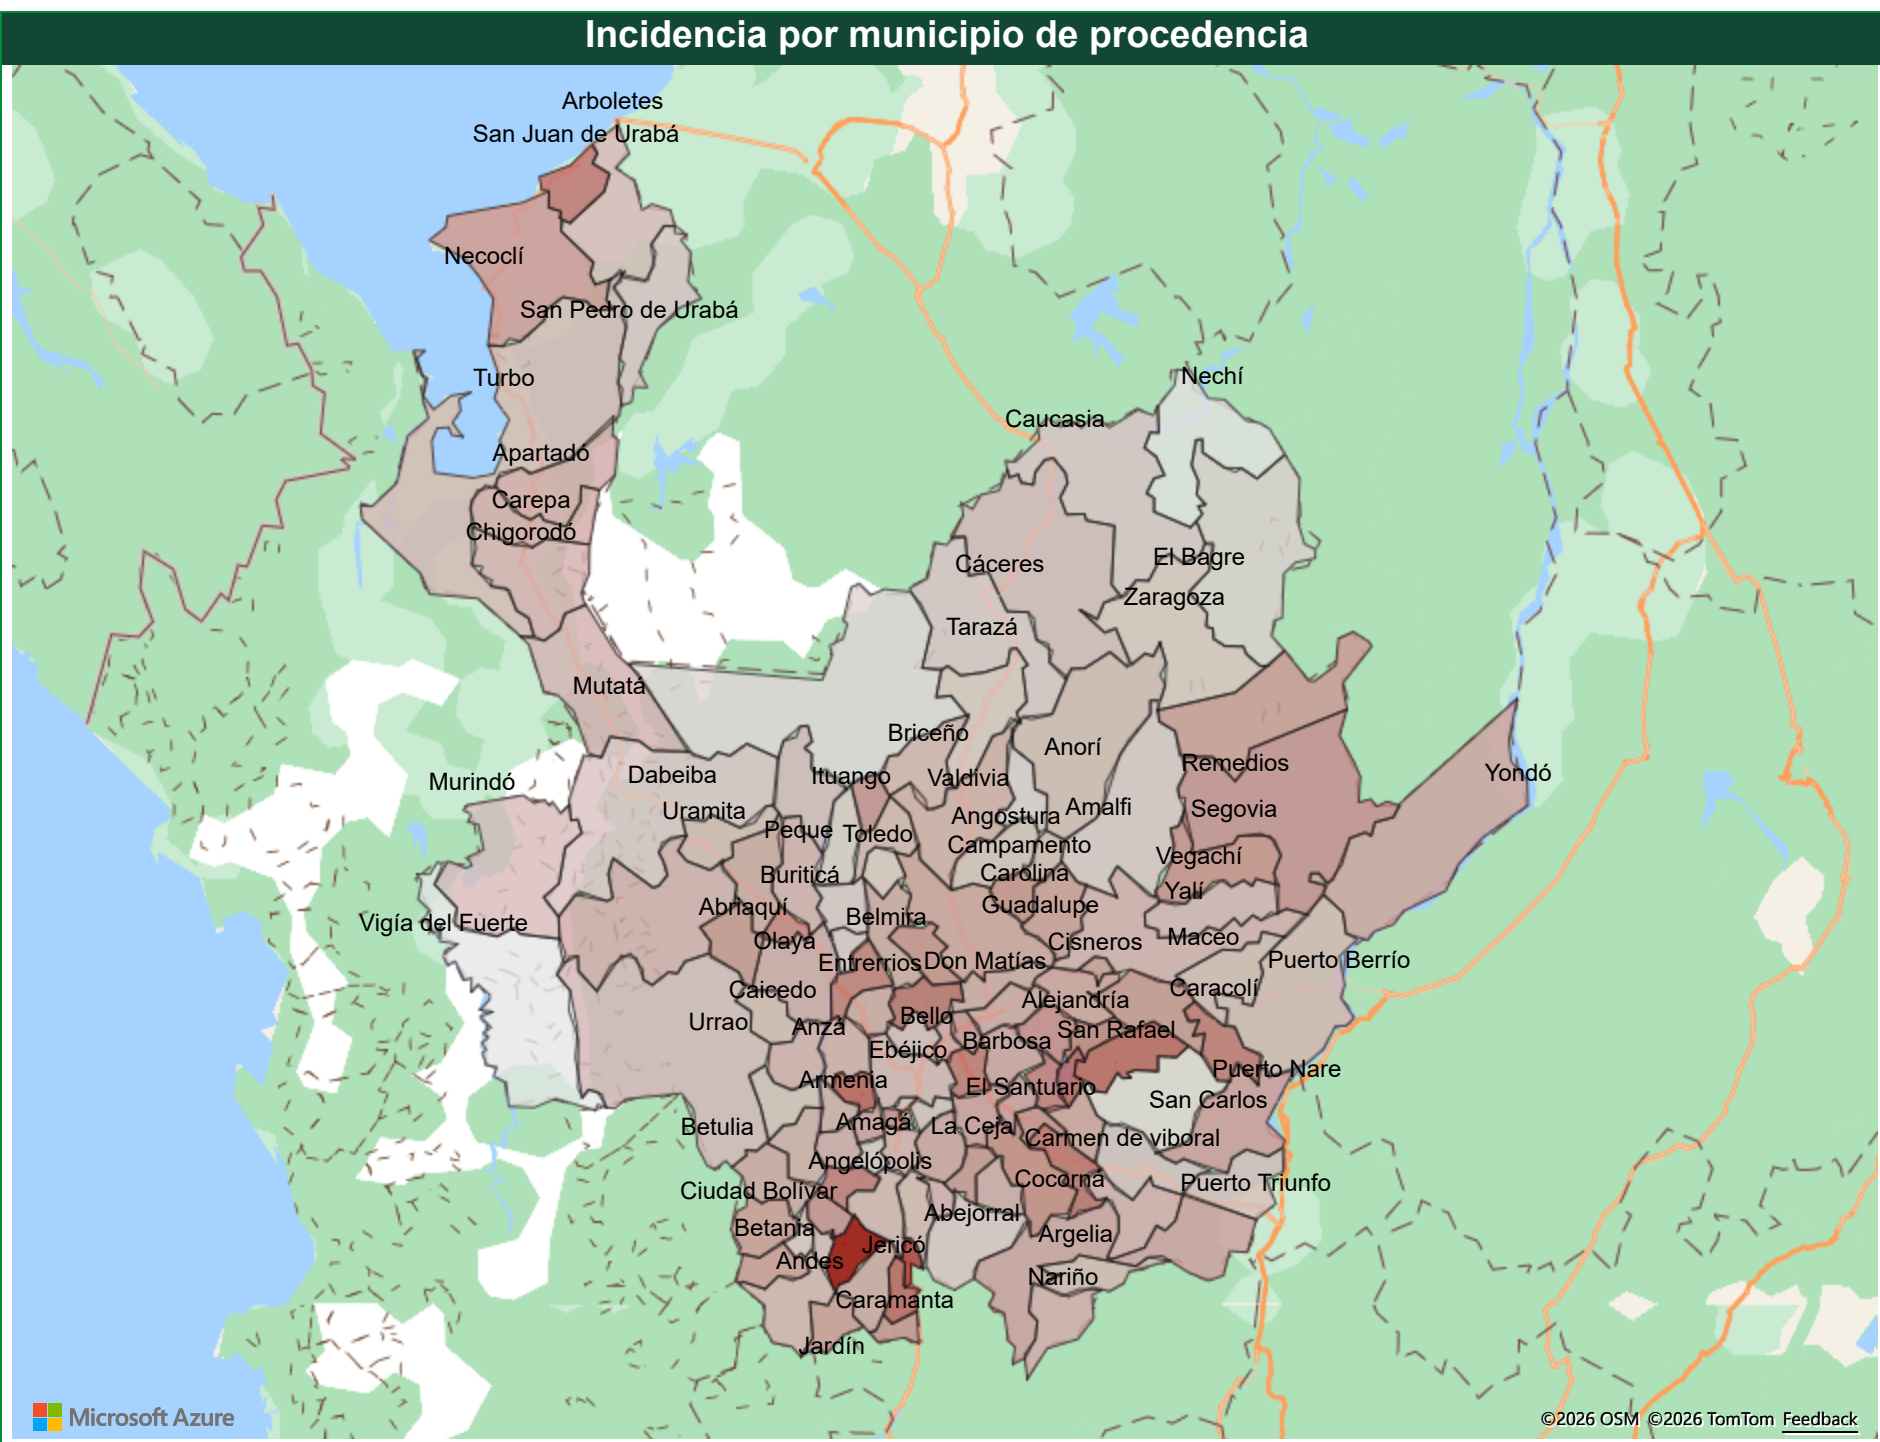 Incidencia por municipio de procedencia
Arboletes
San Juan de Urabá
Necoclí
San Pedro de Urabá
Turbo
Nechí
Caucasia
Apartadó
Carepa
Chigorodó
El Bagre
Cáceres
Zaragoza
Tarazá
Mutatá
Briceño
Anorí
Remedios
Yondó
Murindó
Dabeiba
Ituango
Valdivia
Uramita
Angostura
Amalfi
Segovia
Peque
Toledo
Campamento
Vegachí
Buriticá
Carolina
Yalí
Abriaquí
Belmira
Guadalupe
Vigía del Fuerte
Olaya
Cisneros
Maceo
Entrerrios
Don Matías
Puerto Berrío
Caicedo
Alejandría
Caracolí
Urrao
Anzá
Bello
San Rafael
Ebéjico
Barbosa
Puerto Nare
Armenia
El Santuario
San Carlos
Betulia
Amagá
La Ceja
Carmen de viboral
Angelópolis
Ciudad Bolívar
Cocorná
Puerto Triunfo
Abejorral
Betania
Argelia
Jericó
Andes
Nariño
Caramanta
Jardín
Microsoft Azure
©2026 OSM ©2026 TomTom Feedback